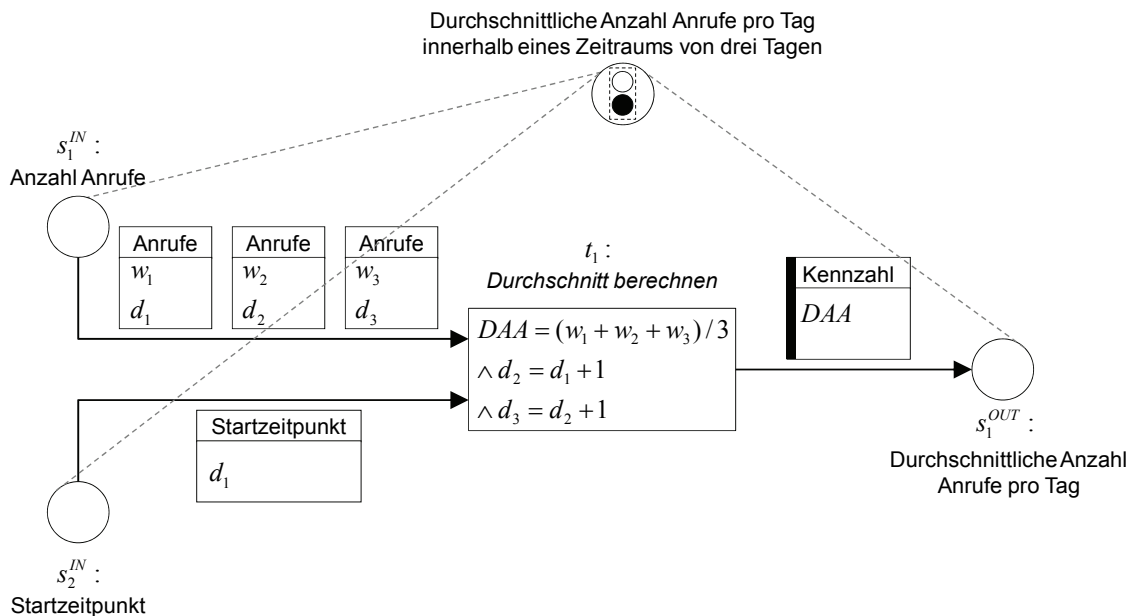 Durchschnittliche Anzahl Anrufe pro Tag
innerhalb eines Zeitraums von drei Tagen
s_1^{IN} :
Anzahl Anrufe
Anrufe
w_1
d_1
Anrufe
w_2
d_2
Anrufe
w_3
d_3
t_1 :
Durchschnitt berechnen
DAA = (w_1 + w_2 + w_3) / 3
∧ d_2 = d_1 + 1
∧ d_3 = d_2 + 1
Kennzahl
DAA
Startzeitpunkt
d_1
s_1^{OUT} :
Durchschnittliche Anzahl
Anrufe pro Tag
s_2^{IN} :
Startzeitpunkt